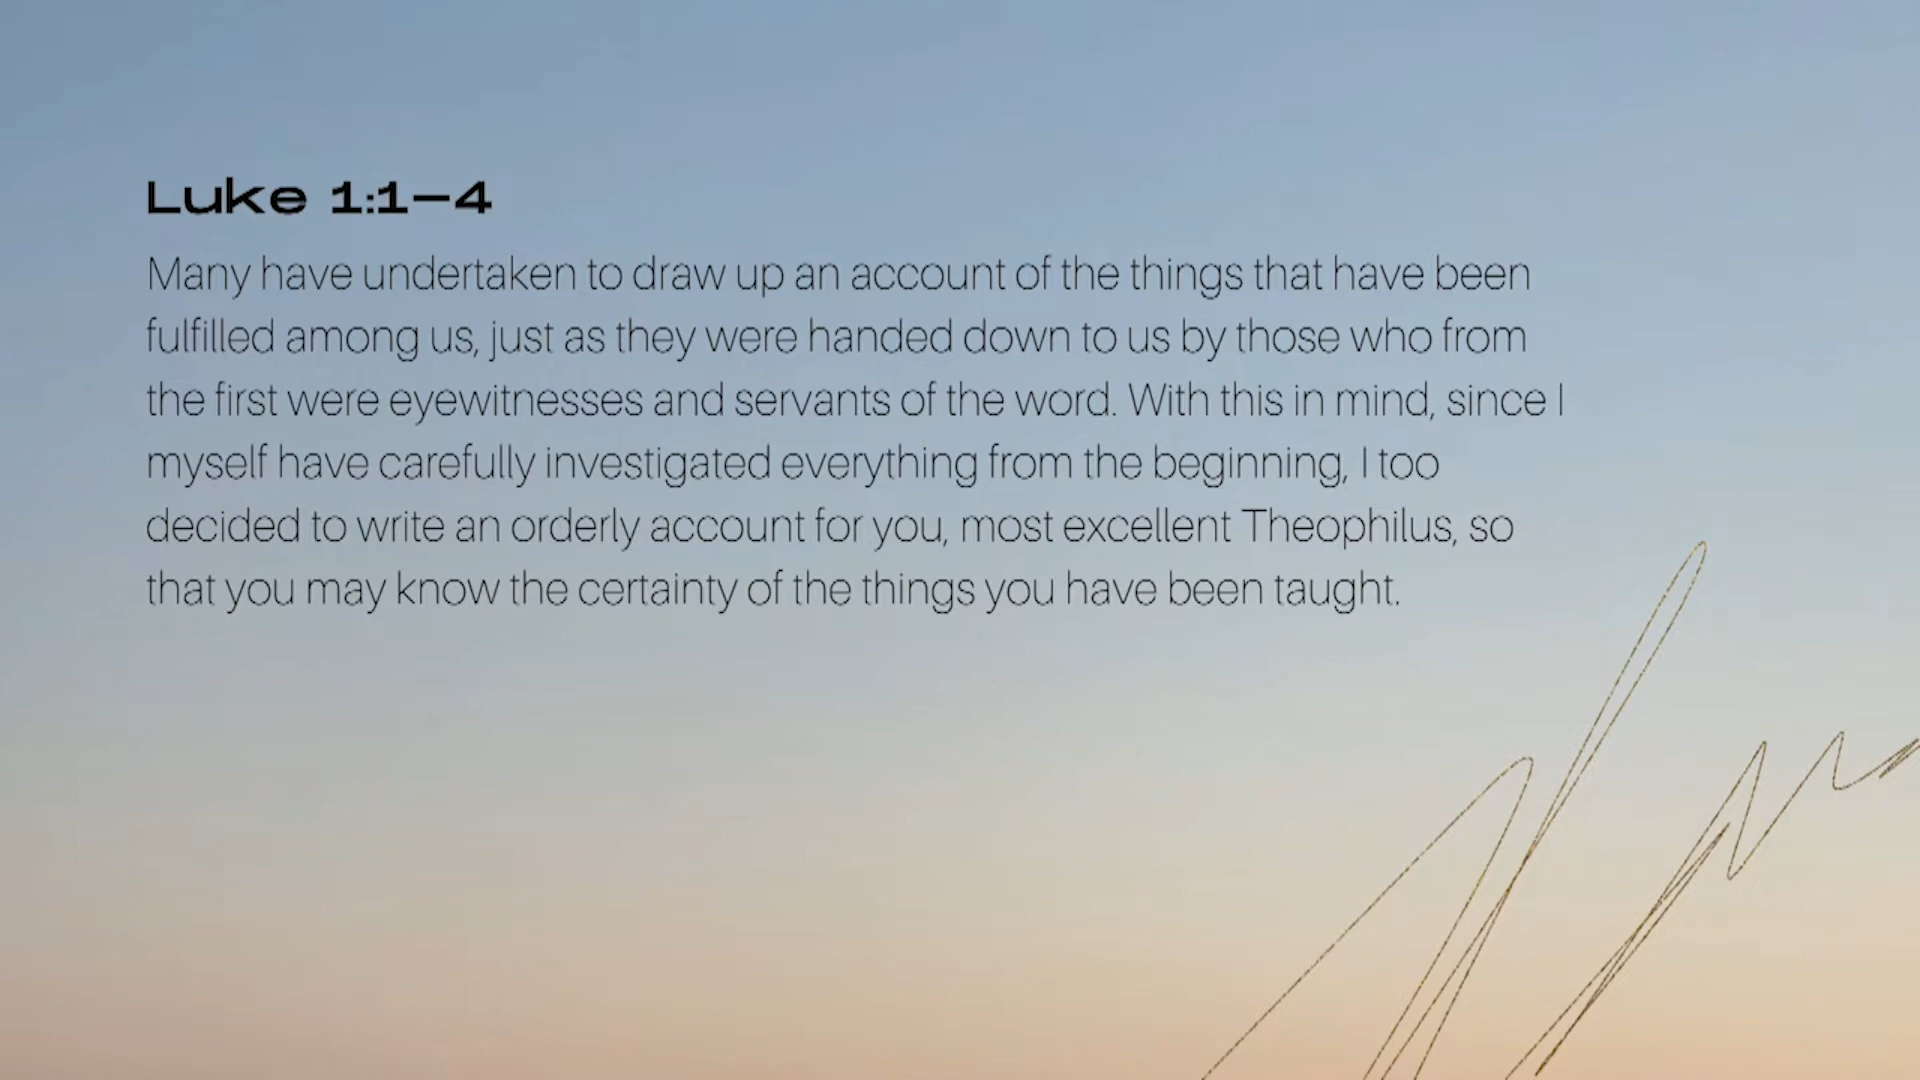 Luke 1:1–4
Many have undertaken to draw up an account of the things that have been
fulfilled among us, just as they were handed down to us by those who from
the first were eyewitnesses and servants of the word. With this in mind, since I
myself have carefully investigated everything from the beginning, I too
decided to write an orderly account for you, most excellent Theophilus, so
that you may know the certainty of the things you have been taught.